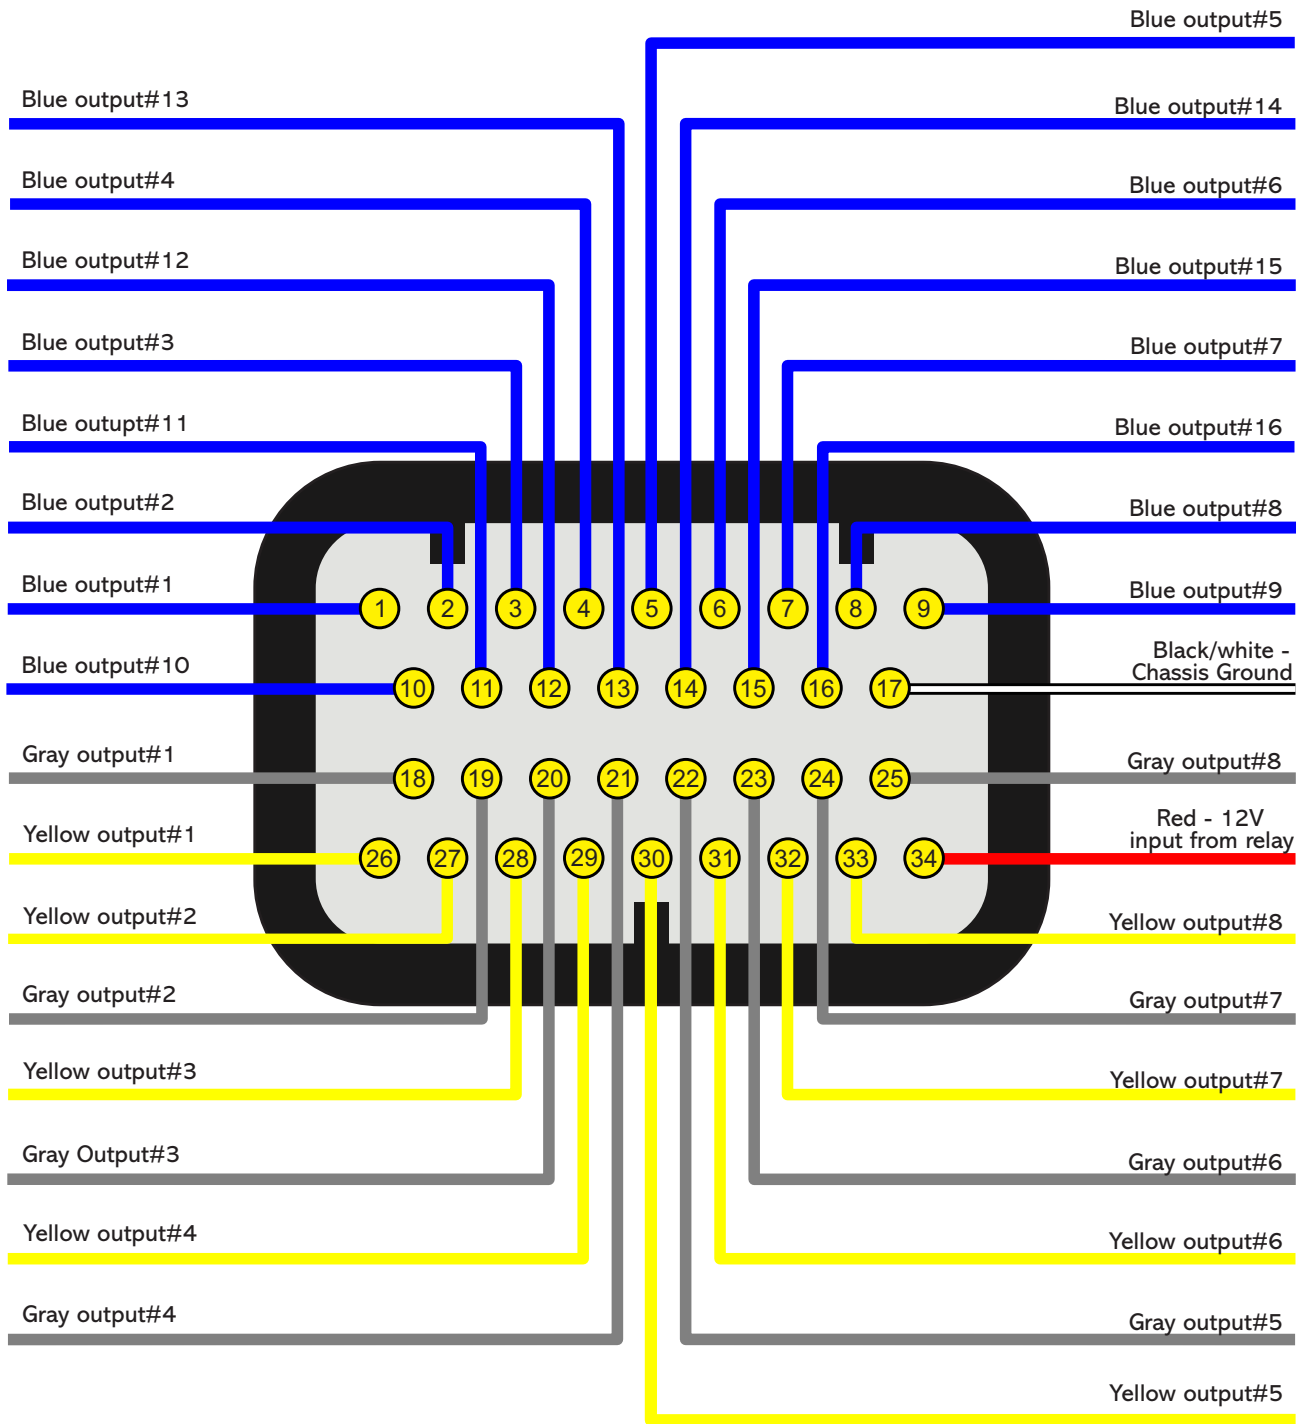 Blue output#5
Blue output#13
Blue output#14
Blue output#4
Blue output#6
Blue output#12
Blue output#15
Blue output#3
Blue output#7
Blue outupt#11
Blue output#16
Blue output#2
Blue output#8
Blue output#1
Blue output#9
1 2 3 4 5 6 7 8 9
Blue output#10
Black/white -
Chassis Ground
10 11 12 13 14 15 16 17
Gray output#1
Gray output#8
18 19 20 21 22 23 24 25
Yellow output#1
Red - 12V
input from relay
26 27 28 29 30 31 32 33 34
Yellow output#2
Yellow output#8
Gray output#2
Gray output#7
Yellow output#3
Yellow output#7
Gray Output#3
Gray output#6
Yellow output#4
Yellow output#6
Gray output#4
Gray output#5
Yellow output#5